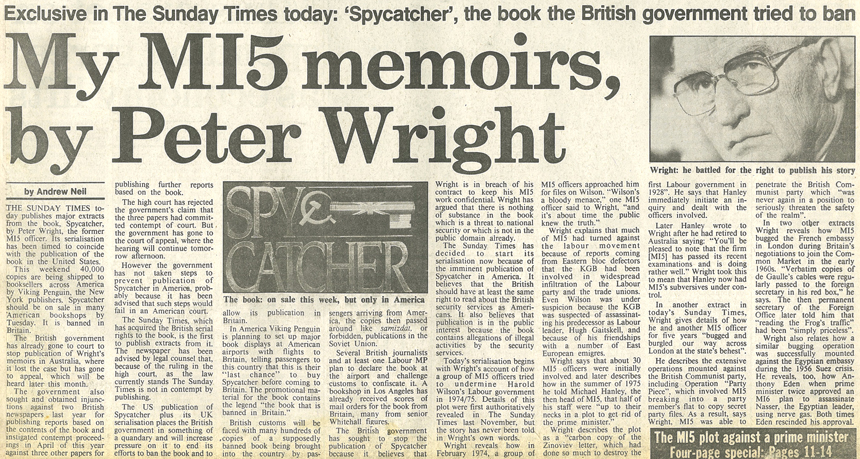 Exclusive in The Sunday Times today: ‘Spycatcher’, the book the British government tried to ban
My MI5 memoirs,
by Peter Wright
Wright: he battled for the right to publish his story
by Andrew Neil
THE SUNDAY TIMES to-
day publishes major extracts
from the book, Spycatcher,
by Peter Wright, the former
MI5 officer. Its serialisation
has been timed to coincide
with the publication of the
book in the United States.
This weekend 40,000
copies are being shipped to
booksellers across America
by Viking Penguin, the New
York publishers. Spycatcher
should be on sale in many
American bookshops by
Tuesday. It is banned in
Britain.
The British government
has already gone to court to
stop publication of Wright's
memoirs in Australia, where
it lost the case but has gone
to appeal, which will be
heard later this month.
The government also
sought and obtained injunc-
tions against two British
newspapers last year for
publishing reports based on
the contents of the book and
instigated contempt proceed-
ings in April of this year
against three other papers for
publishing further reports
based on the book.
The high court has rejected
the government's claim that
the three papers had commit-
ted contempt of court. But
the government has gone to
the court of appeal, where the
hearing will continue tomor-
row afternoon.
However the government
has not taken steps to
prevent publication of
Spycatcher in America, prob-
ably because it has been
advised that such steps would
fail in an American court.
The Sunday Times, which
has acquired the British serial
rights to the book, is the first
to publish extracts from it.
The newspaper has been
advised by legal counsel that,
because of the ruling in the
high court, as the law
currently stands The Sunday
Times is not in contempt by
publishing.
The US publication of
Spycatcher plus its UK
serialisation places the British
government in something of
a quandary and will increase
pressure on it to end its
efforts to ban the book and to
SPY
CATCHER
The book: on sale this week, but only in America
allow publication in
Britain.
In America Viking Penguin
is planning to set up major
book displays at American
airports with flights to
Britain, telling passengers to
this country that this is their
"last chance" to buy
Spycatcher before coming to
Britain. The promotional ma-
terial for the book contains
the legend "the book that is
banned in Britain."
British customs will be
faced with many hundreds of
copies of a supposedly
banned book being brought
into the country by pas-
sengers arriving from Amer-
ica, the copies then passed
around like samizdat, or
forbidden, publications in the
Soviet Union.
Several British journalists
and at least one Labour MP
plan to declare the book at
the airport and challenge
customs to confiscate it. A
bookshop in Los Angeles has
already received scores of
mail orders for the book from
Britain, many from senior
Whitehall figures.
The British government
has sought to stop the
publication of Spycatcher
because it believes that
Wright is in breach of his
contract to keep his MI5
work confidential. Wright has
argued that there is nothing
of substance in the book
which is a threat to national
security or which is not in the
public domain already.
The Sunday Times has
decided to start its
serialisation now because of
the imminent publication of
Spycatcher in America. It
believes that the British
should have at least the same
right to read about the British
security services as Ameri-
cans. It also believes that
publication is in the public
interest because the book
contains allegations of illegal
activities by the security
services.
Today's serialisation begins
with Wright's account of how
a group of MI5 officers tried
to undermine Harold
Wilson's Labour government
in 1974/75. Details of this
plot were first authoritatively
revealed in The Sunday
Times last November, but
the story has never been told
in Wright's own words.
Wright reveals how in
February 1974, a group of
MI5 officers approached him
for files on Wilson. "Wilson's
a bloody menace," one MI5
officer said to Wright, "and
it's about time the public
knew the truth."
Wright explains that much
of MI5 had turned against
the labour movement
because of reports coming
from Eastern bloc defectors
that the KGB had been
involved in widespread
infiltration of the Labour
party and the trade unions.
Even Wilson was under
suspicion because the KGB
was suspected of assassinat-
ing his predecessor as Labour
leader, Hugh Gaitskell, and
because of his friendships
with a number of East
European emigres.
Wright says that about 30
MI5 officers were initially
involved and later describes
how in the summer of 1975
he told Michael Hanley, the
then head of MI5, that half of
his staff were "up to their
necks in a plot to get rid of
the prime minister."
Wright describes the plot
as a "carbon copy of the
Zinoviev letter, which had
done so much to destroy the
first Labour government in
1928". He says that Hanley
immediately initiate an in-
quiry and dealt with the
officers involved.
Later Hanley wrote to
Wright after he had retired to
Australia saying: "You'll be
pleased to note that the firm
[MI5] has passed its recent
examinations and is doing
rather well." Wright took this
to mean that Hanley now had
MI5's subversives under con-
trol.
In another extract in
today's Sunday Times,
Wright gives details of how
he and another MI5 officer
for five years "bugged and
burgled our way across
London at the state's behest".
He describes the extensive
operations mounted against
the British Communist party,
including Operation "Party
Piece", which involved MI5
breaking into a party
member's flat to copy secret
party files. As a result, says
Wright, MI5 was able to
penetrate the British Com-
munist party which "was
never again in a position to
seriously threaten the safety
of the realm".
In two other extracts
Wright reveals how MI5
bugged the French embassy
in London during Britain's
negotiations to join the Com-
mon Market in the early
1960s. "Verbatim copies of
de Gaulle's cables were regu-
larly passed to the foreign
secretary in his red box," he
says. The then permanent
secretary of the Foreign
Office later told him that
"reading the Frog's traffic"
had been "simply priceless".
Wright also relates how a
similar bugging operation
was successfully mounted
against the Egyptian embassy
during the 1956 Suez crisis.
He reveals, too, how An-
thony Eden when prime
minister twice approved an
MI6 plan to assassinate
Nasser, the Egyptian leader,
using nerve gas. Both times
Eden rescinded his approval.
The MI5 plot against a prime minister
Four-page special: Pages 11-14